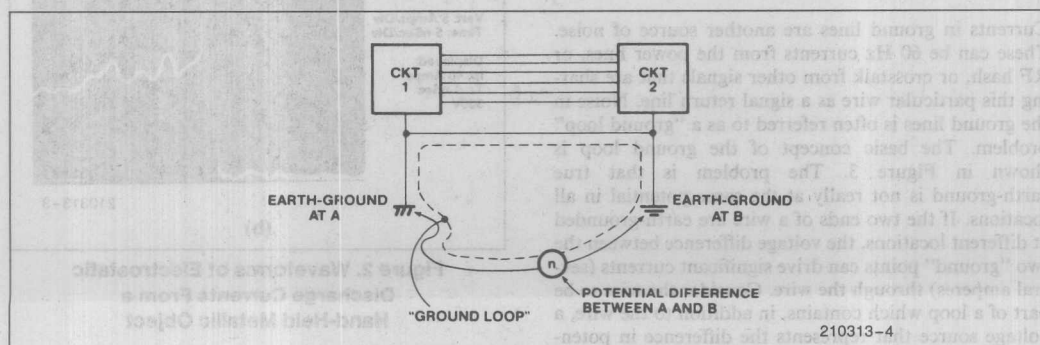 Currents in ground lines are another source of noise.
These can be 60 Hz currents from the power lines, or
RF hash, or crosstalk from other signals that are shar-
ing this particular wire as a signal return line. Noise in
the ground lines is often referred to as a "ground loop"
problem. The basic concept of the ground loop is
shown in Figure 3. The problem is that true
earth-ground is not really at the same potential in all
locations. If the two ends of a wire are earth-grounded
at different locations, the voltage difference between the
two "ground" points can drive significant currents
amperes) through the wire.
part of a loop which contains, in addition to the wire, a
voltage source that represents the difference in poten-
210313-3
(b)
Figure 2. Waveforms of Electrostatic
Discharge Currents From a
Hand-Held Metallic Object
CKT
1
CKT
2
EARTH-GROUND
AT A
EARTH-GROUND
AT B
n
POTENTIAL DIFFERENCE
BETWEEN A AND B
"GROUND LOOP"
210313-4